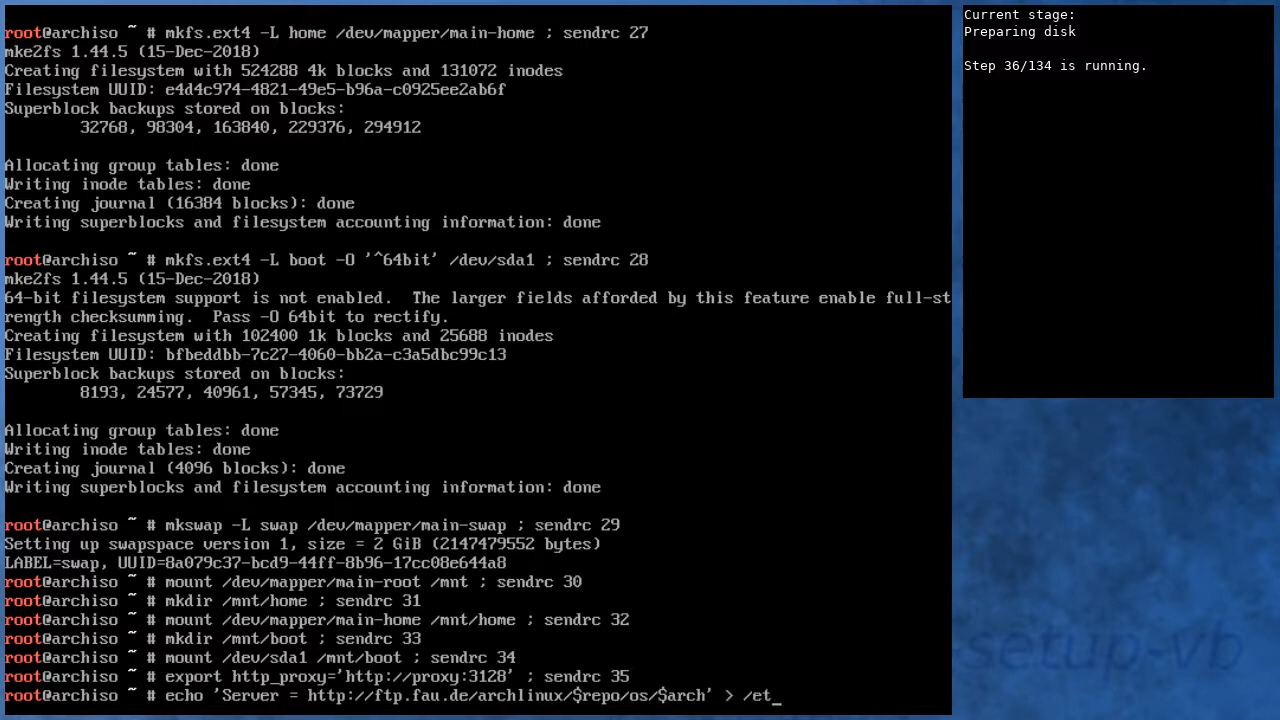 root@archiso ~ # mkfs.ext4 -L home /dev/mapper/main-home ; sendrc 27
mke2fs 1.44.5 (15-Dec-2018)
Creating filesystem with 524288 4k blocks and 131072 inodes
Filesystem UUID: e4d4c974-4821-49e5-b96a-c0925ee2ab6f
Superblock backups stored on blocks:
        32768, 98304, 163840, 229376, 294912
Allocating group tables: done
Writing inode tables: done
Creating journal (16384 blocks): done
Writing superblocks and filesystem accounting information: done
root@archiso ~ # mkfs.ext4 -L boot -O '^64bit' /dev/sda1 ; sendrc 28
mke2fs 1.44.5 (15-Dec-2018)
64-bit filesystem support is not enabled.  The larger fields afforded by this feature enable full-st
rength checksumming.  Pass -O 64bit to rectify.
Creating filesystem with 102400 1k blocks and 25688 inodes
Filesystem UUID: bfbeddbb-7c27-4060-bb2a-c3a5dbc99c13
Superblock backups stored on blocks:
        8193, 24577, 40961, 57345, 73729
Allocating group tables: done
Writing inode tables: done
Creating journal (4096 blocks): done
Writing superblocks and filesystem accounting information: done
root@archiso ~ # mkswap -L swap /dev/mapper/main-swap ; sendrc 29
Setting up swapspace version 1, size = 2 GiB (2147479552 bytes)
LABEL=swap, UUID=8a079c37-bcd9-44ff-8b96-17cc08e644a8
root@archiso ~ # mount /dev/mapper/main-root /mnt ; sendrc 30
root@archiso ~ # mkdir /mnt/home ; sendrc 31
root@archiso ~ # mount /dev/mapper/main-home /mnt/home ; sendrc 32
root@archiso ~ # mkdir /mnt/boot ; sendrc 33
root@archiso ~ # mount /dev/sda1 /mnt/boot ; sendrc 34
root@archiso ~ # export http_proxy='http://proxy:3128' ; sendrc 35
root@archiso ~ # echo 'Server = http://ftp.fau.de/archlinux/$repo/os/$arch' > /et_
Current stage:
Preparing disk
Step 36/134 is running.
setup-vb